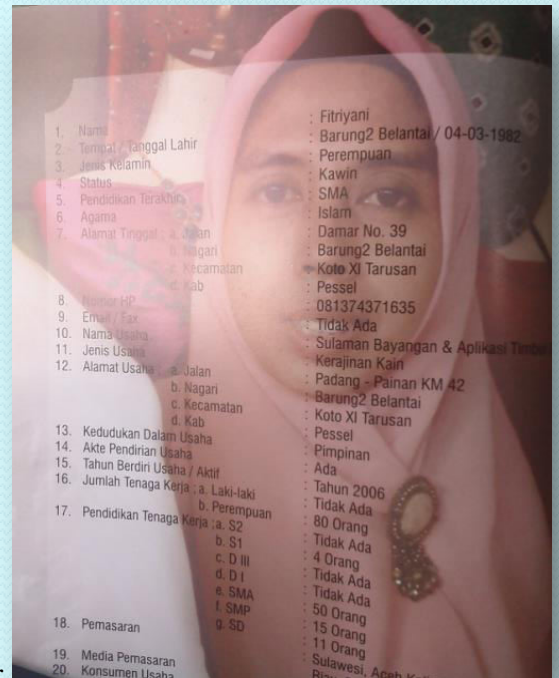 1. Nama : Fitriyani
2. Tempat / Tanggal Lahir : Barung2 Belantai / 04-03-1982
3. Jenis Kelamin : Perempuan
4. Status : Kawin
5. Pendidikan Terakhir : SMA
6. Agama : Islam
7. Alamat Tinggal : a. Jalan : Damar No. 39
b. Nagari : Barung2 Belantai
c. Kecamatan : Koto XI Tarusan
d. Kab : Pessel
8. Nomor HP : 081374371635
9. Email / Fax : Tidak Ada
10. Nama Usaha : Sulaman Bayangan & Aplikasi
11. Jenis Usaha : Kerajinan Kain
12. Alamat Usaha : a. Jalan : Padang - Painan KM 42
b. Nagari : Barung2 Belantai
c. Kecamatan : Koto XI Tarusan
d. Kab : Pessel
13. Kedudukan Dalam Usaha : Pimpinan
14. Akte Pendirian Usaha : Ada
15. Tahun Berdiri Usaha / Aktif : Tahun 2006
16. Jumlah Tenaga Kerja ; a. Laki-laki : Tidak Ada
b. Perempuan : 80 Orang
17. Pendidikan Tenaga Kerja ; a. S2 : Tidak Ada
b. S1 : 4 Orang
c. D III : Tidak Ada
d. D I : Tidak Ada
e. SMA : 50 Orang
f. SMP : 15 Orang
g. SD : 11 Orang
18. Pemasaran : Sulawesi, Aceh
19. Media Pemasaran
20. Konsumen Usaha